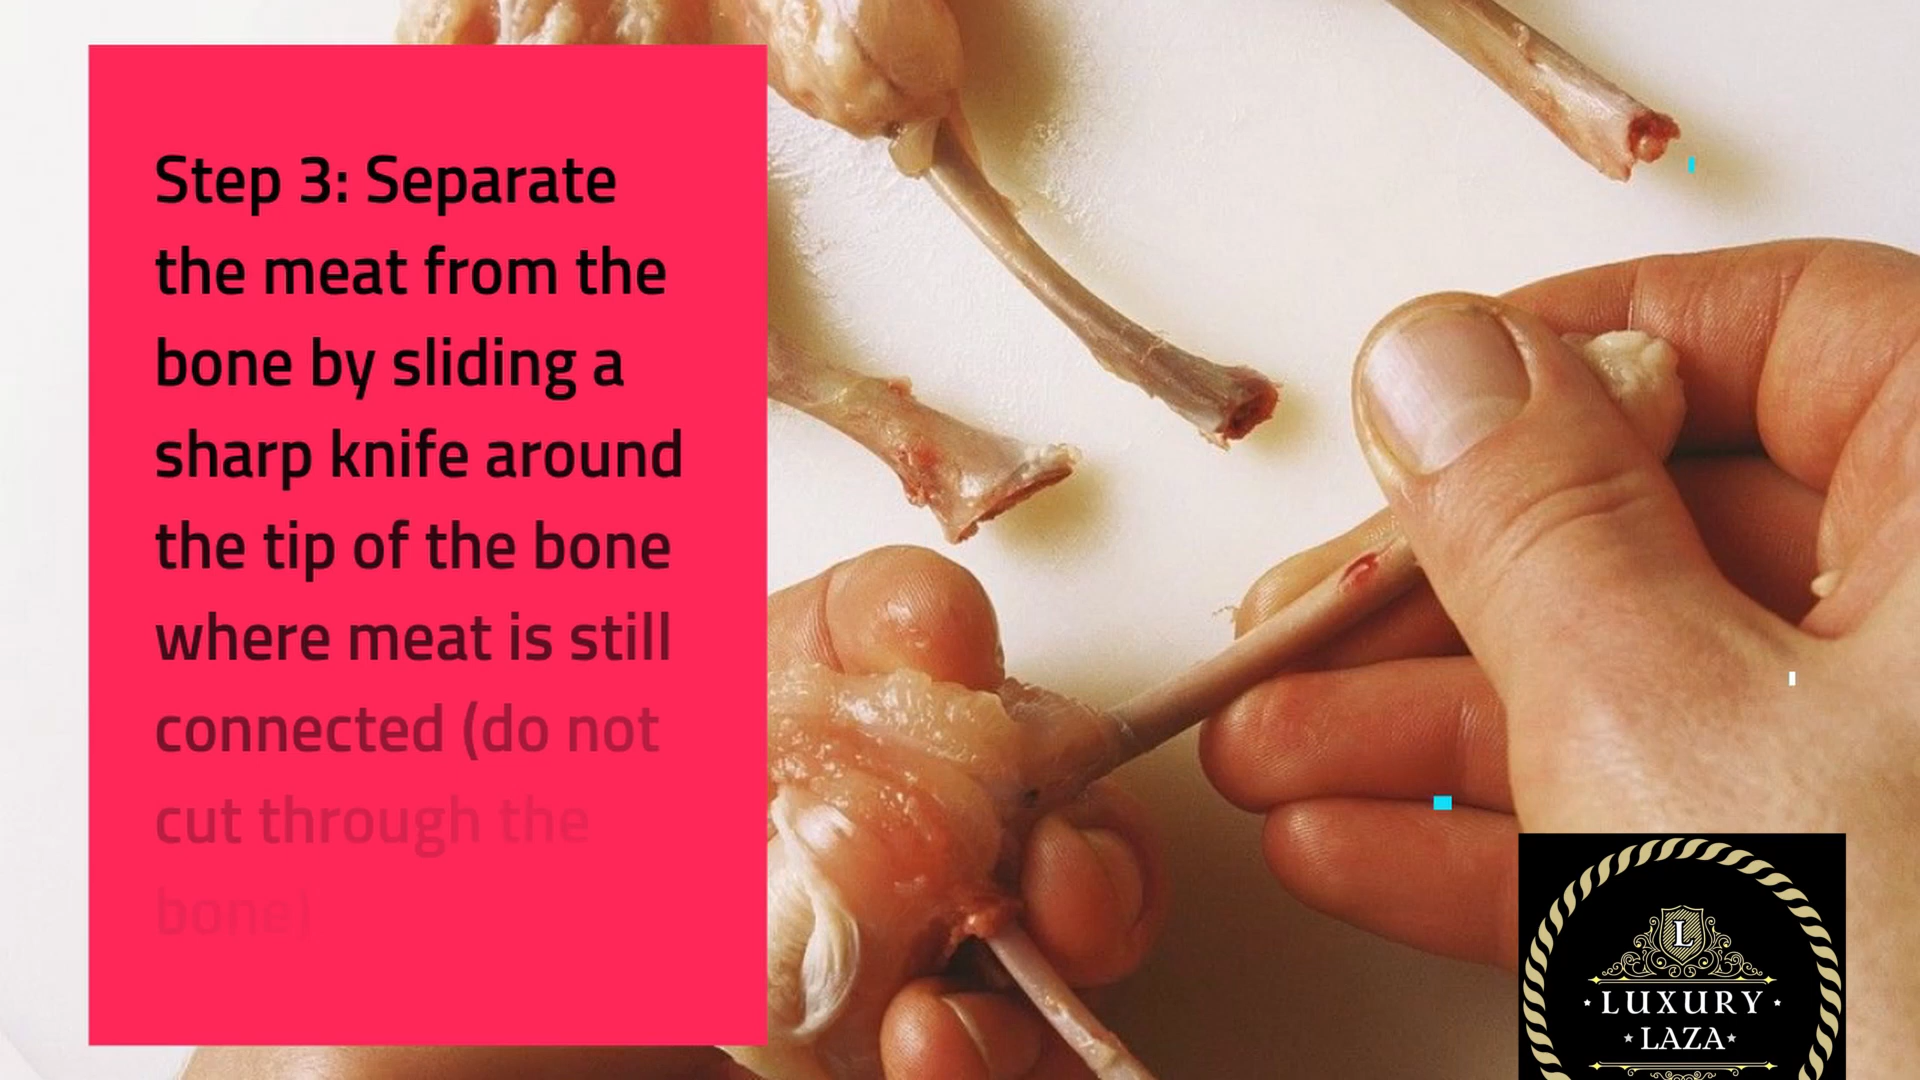 Step 3: Separate
the meat from the
bone by sliding a
sharp knife around
the tip of the bone
where meat is still
connected (do not
cut through the
bone)
L
LUXURY
LAZA